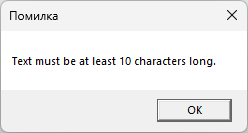 Помилка
Text must be at least 10 characters long.
OK